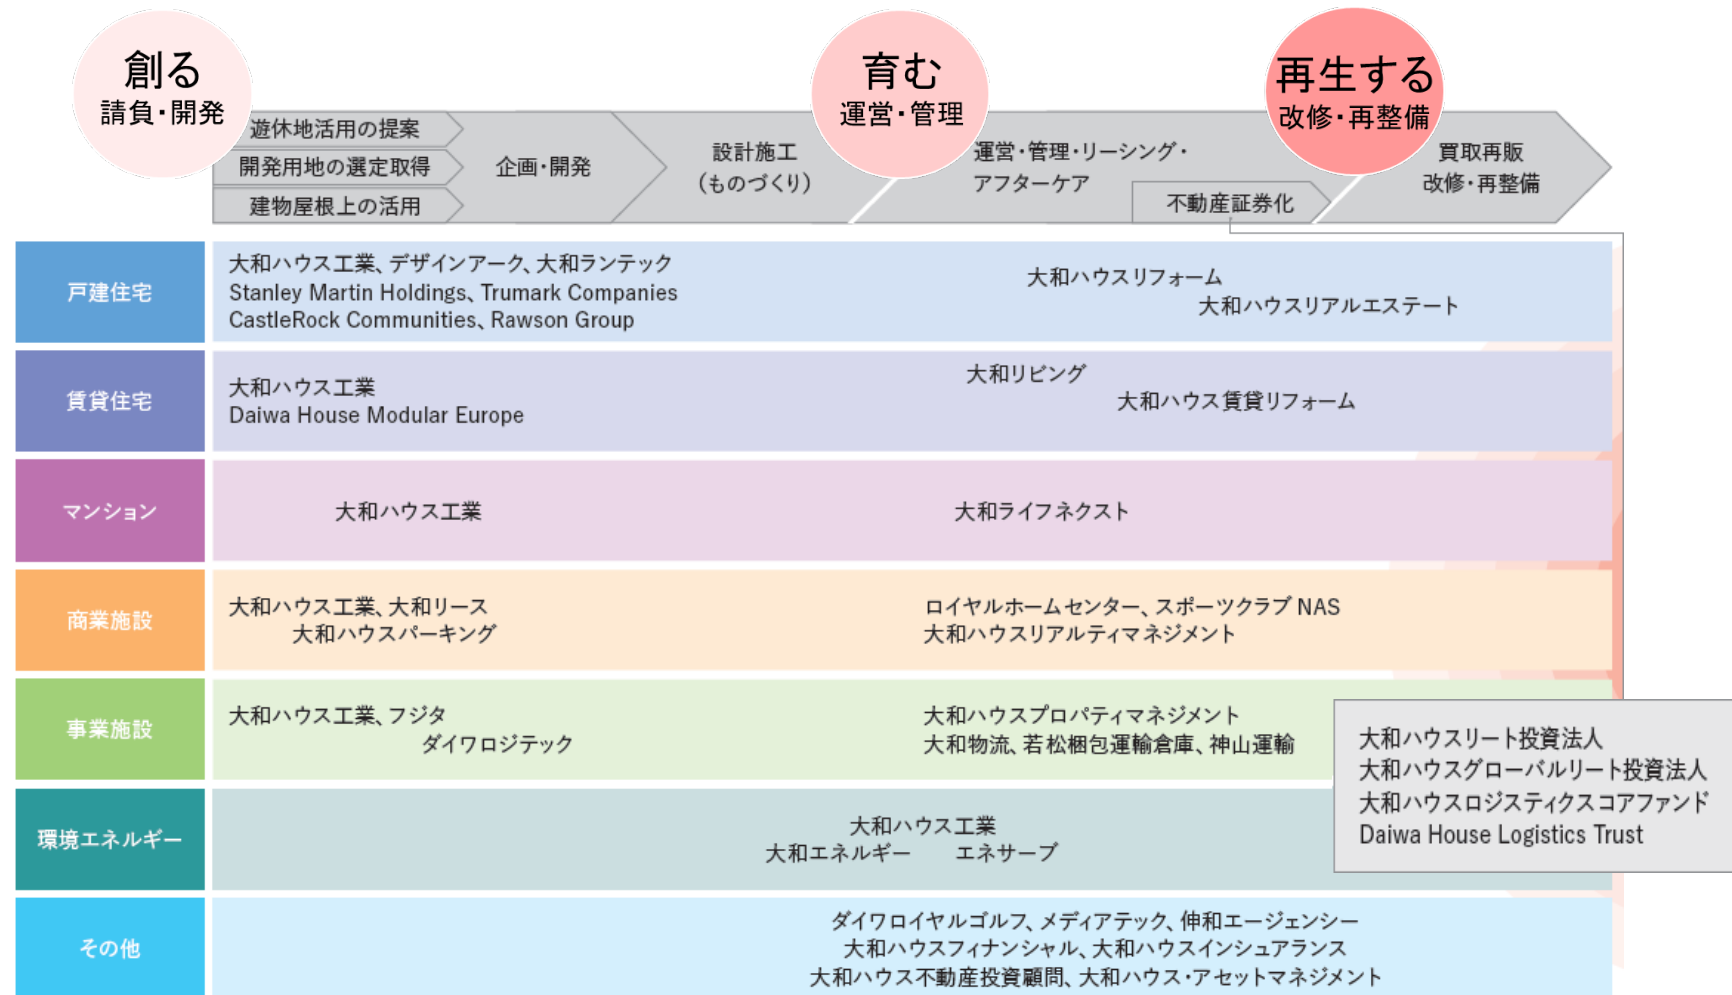 創る
請負・開発
育む
運営・管理
再生する
改修・再整備
遊休地活用の提案
開発用地の選定取得
建物屋根上の活用
企画・開発
設計施工
(ものづくり)
運営・管理・リーシング・
アフターケア
不動産証券化
買取再販
改修・再整備
戸建住宅
大和ハウス工業、デザインアーク、大和ランテック
Stanley Martin Holdings、Trumark Companies
CastleRock Communities、Rawson Group
大和ハウスリフォーム
大和ハウスリアルエステート
賃貸住宅
大和ハウス工業
Daiwa House Modular Europe
大和リビング
大和ハウス賃貸リフォーム
マンション
大和ハウス工業
大和ライフネクスト
商業施設
大和ハウス工業、大和リース
大和ハウスパーキング
ロイヤルホームセンター、スポーツクラブ NAS
大和ハウスリアルティマネジメント
事業施設
大和ハウス工業、フジタ
ダイワロジテック
大和ハウスプロパティマネジメント
大和物流、若松梱包運輸倉庫、神山運輸
大和ハウスリート投資法人
大和ハウスグローバルリート投資法人
大和ハウスロジスティクスコアファンド
Daiwa House Logistics Trust
環境エネルギー
大和ハウス工業
大和エネルギー エネサーブ
その他
ダイワロイヤルゴルフ、メディアテック、伸和エージェンシー
大和ハウスフィナンシャル、大和ハウスインシュアランス
大和ハウス不動産投資顧問、大和ハウス・アセットマネジメント